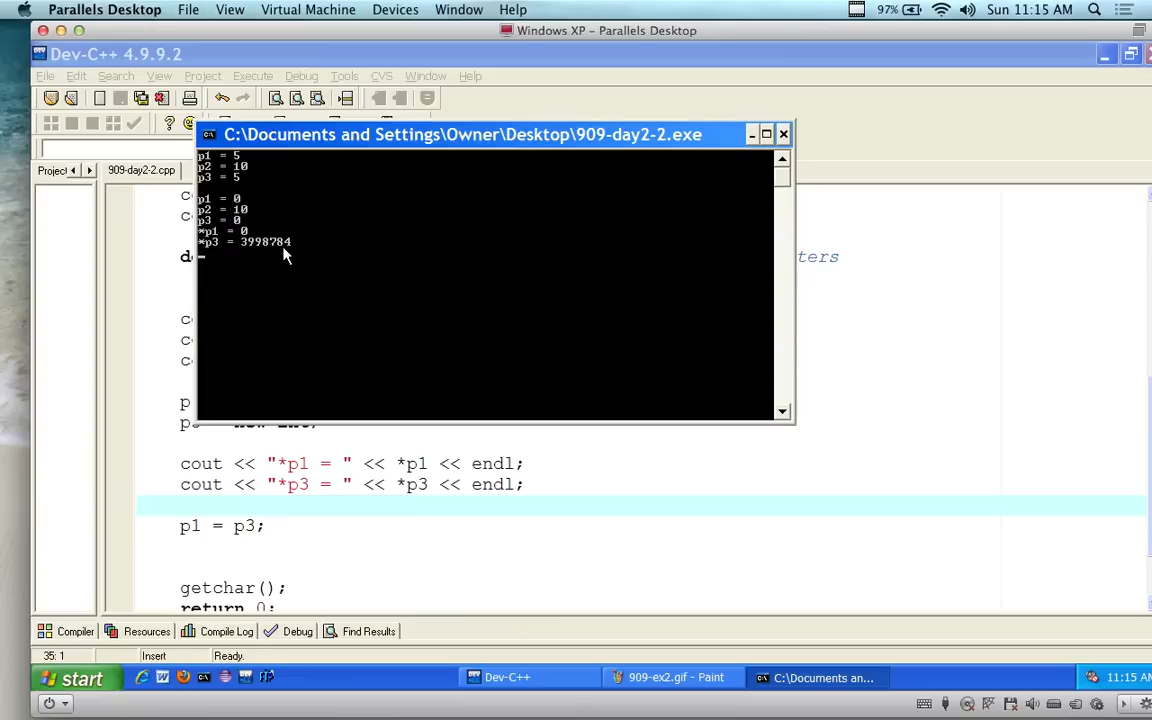 Parallels Desktop File View Virtual Machine Devices Window Help 97% Sun 11:15 AM
Windows XP – Parallels Desktop
Dev-C++ 4.9.9.2
File Edit Search View Project Execute Debug Tools CVS Window Help
C:\Documents and Settings\Owner\Desktop\909-day2-2.exe
Project 909-day2-2.cpp
p1 = 5
p2 = 10
p3 = 5
p1 = 0
p2 = 10
p3 = 0
*p1 = 0
*p3 = 3998784
ters
cout << "*p1 = " << *p1 << endl;
cout << "*p3 = " << *p3 << endl;
p1 = p3;
getchar();
return 0;
Compiler Resources Compile Log Debug Find Results
35: 1 Insert Ready.
start Dev-C++ 909-ex2.gif - Paint C:\Documents an... 11:15 AM